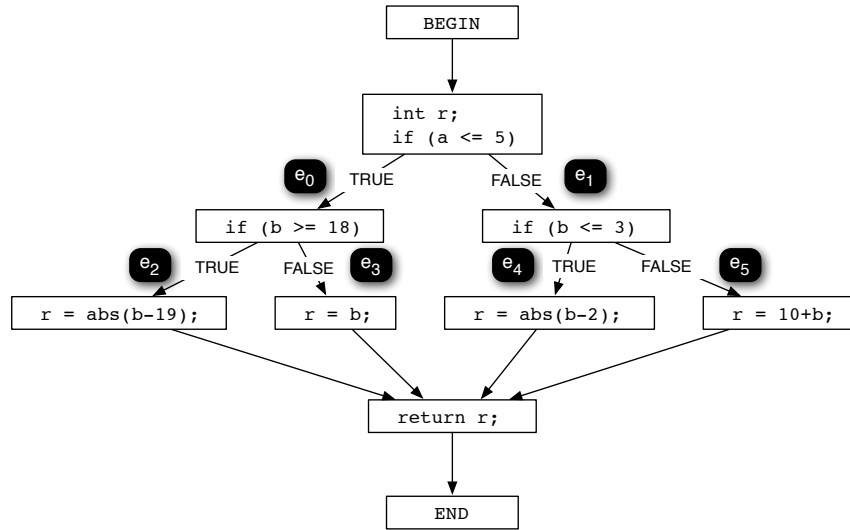 BEGIN
int r;
if (a <= 5)
e0
TRUE
FALSE
e1
if (b >= 18)
if (b <= 3)
e2
TRUE
FALSE
e3
e4
TRUE
FALSE
e5
r = abs(b-19);
r = b;
r = abs(b-2);
r = 10+b;
return r;
END